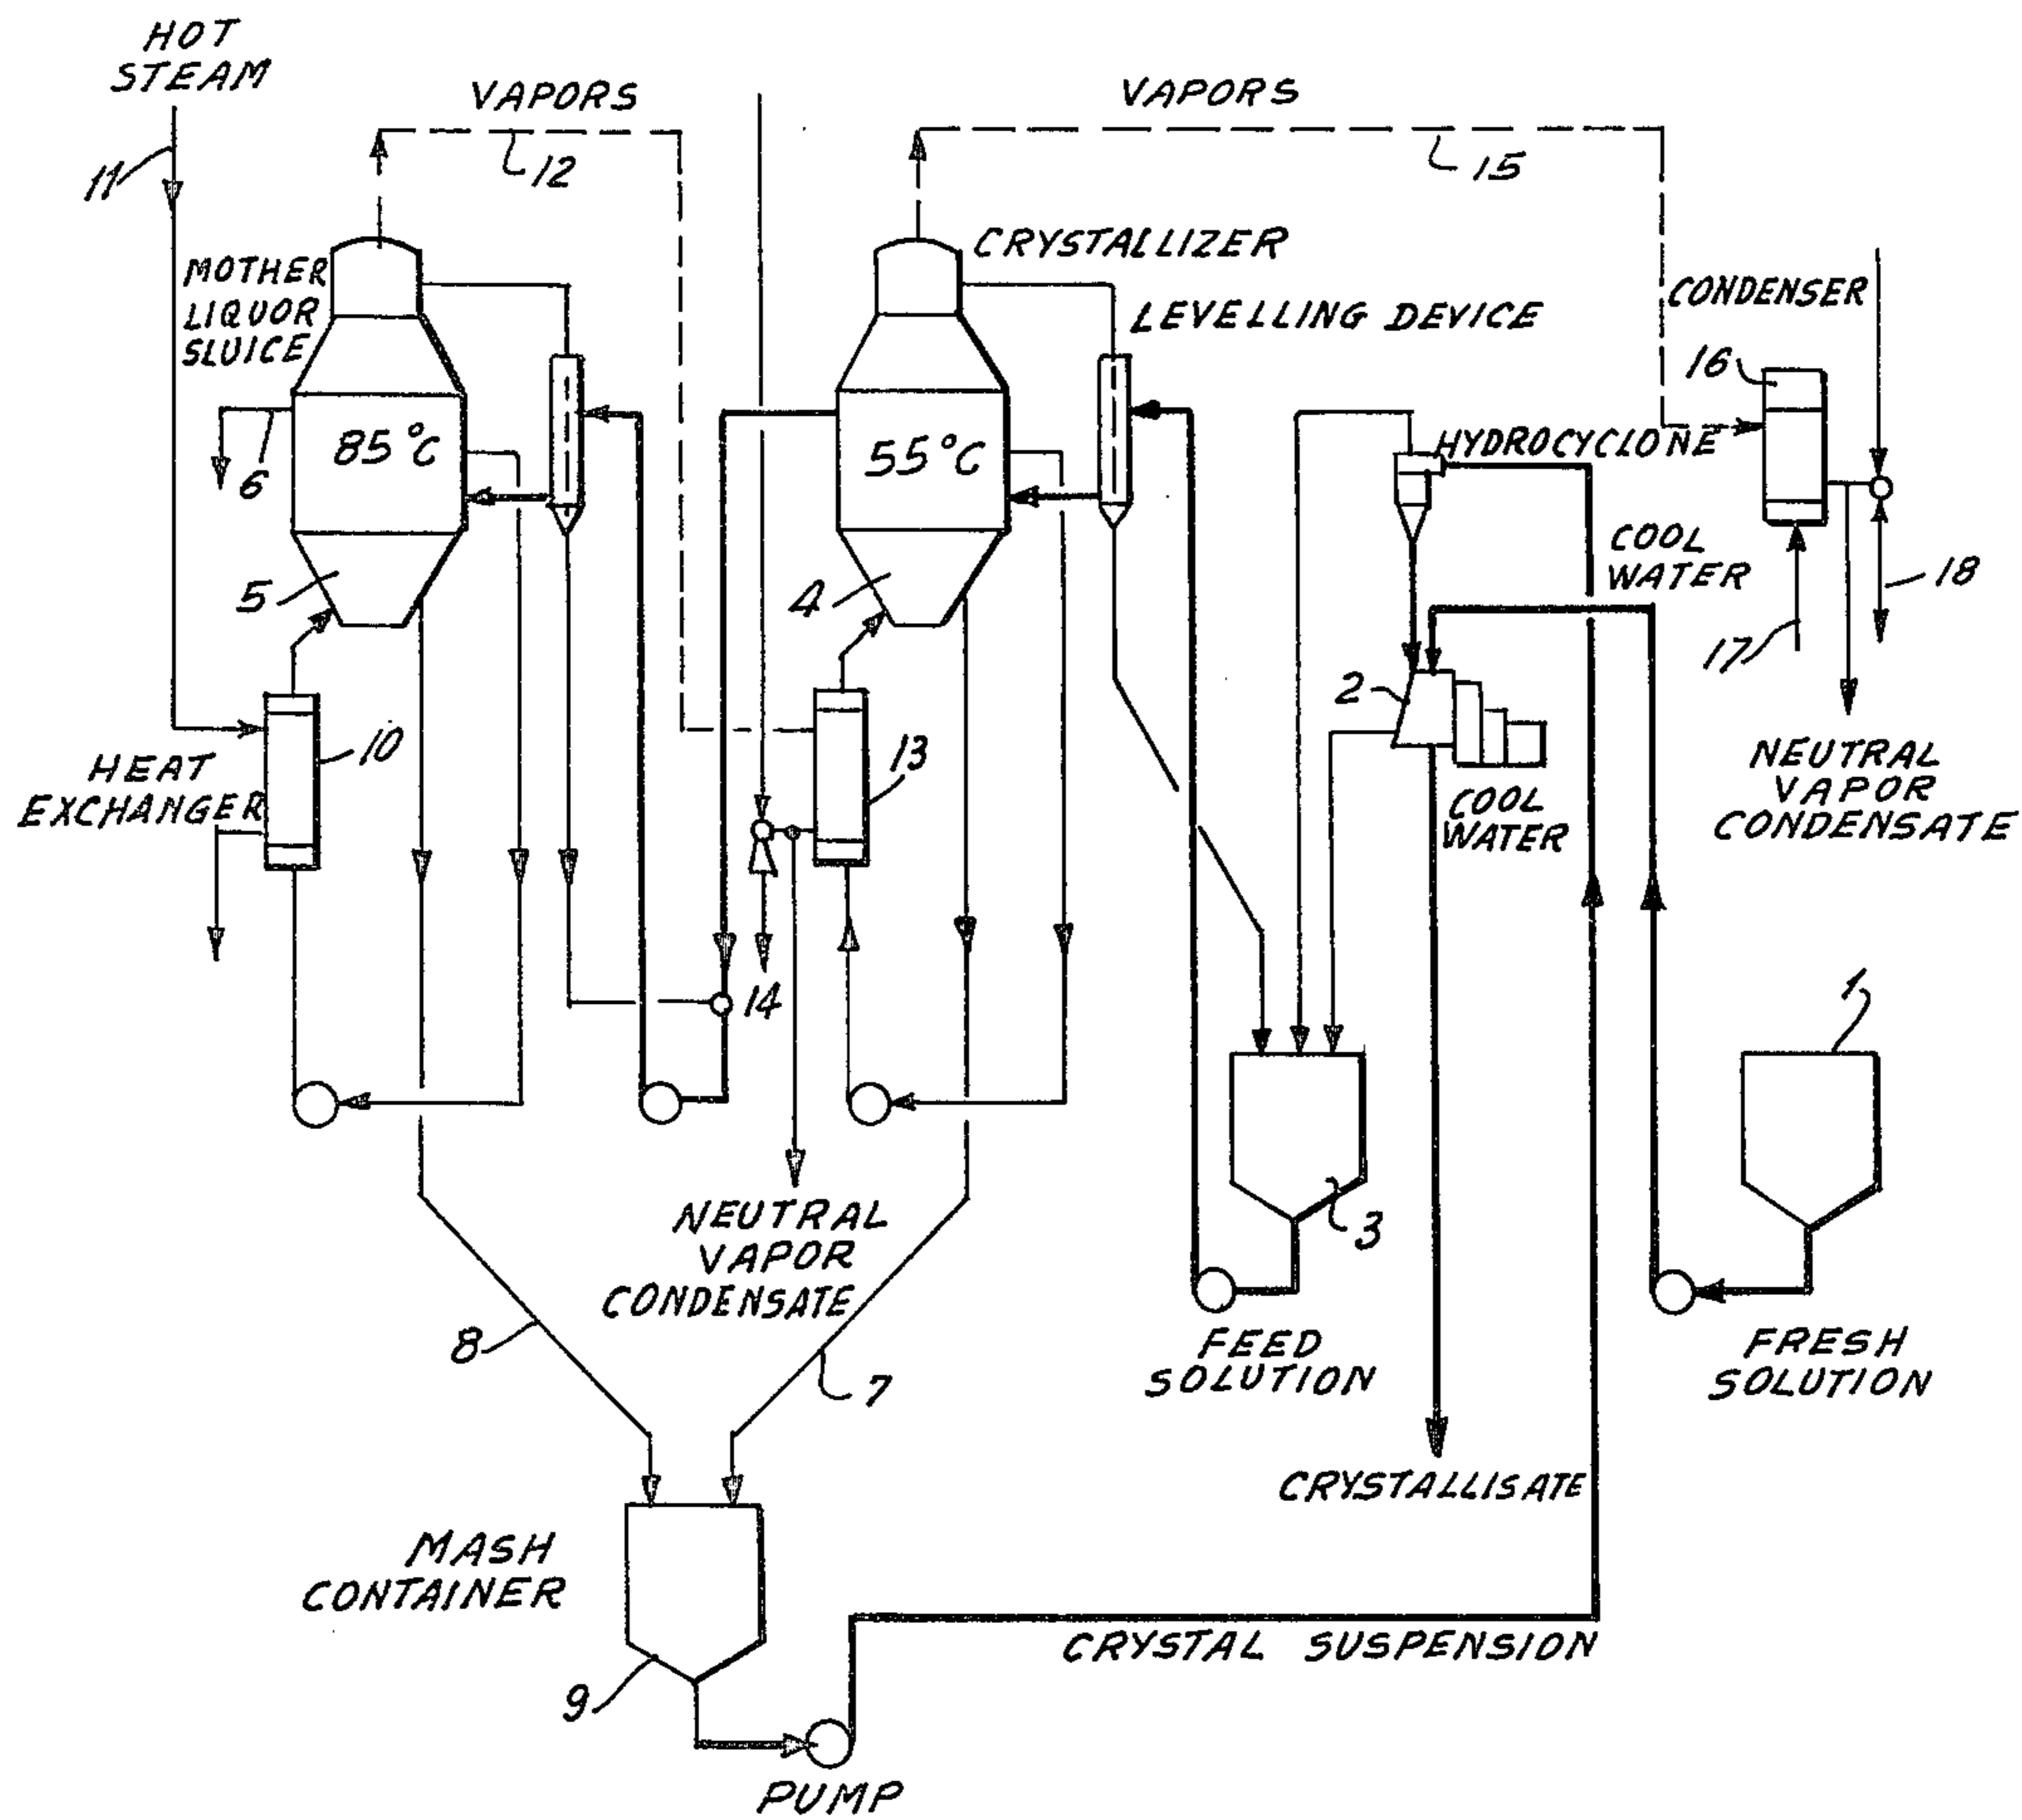 HOT
STEAM
VAPORS
VAPORS
11
12
15
CRYSTALLIZER
MOTHER
LIQUOR
SLUICE
LEVELLING DEVICE
CONDENSER
16
85°C
55°C
HYDROCYCLONE
6
COOL
WATER
18
5
4
17
2
10
13
HEAT
EXCHANGER
NEUTRAL
VAPOR
CONDENSATE
COOL
WATER
14
1
NEUTRAL
VAPOR
CONDENSATE
3
8
7
FEED
SOLUTION
FRESH
SOLUTION
CRYSTALLISATE
MASH
CONTAINER
CRYSTAL SUSPENSION
9
PUMP